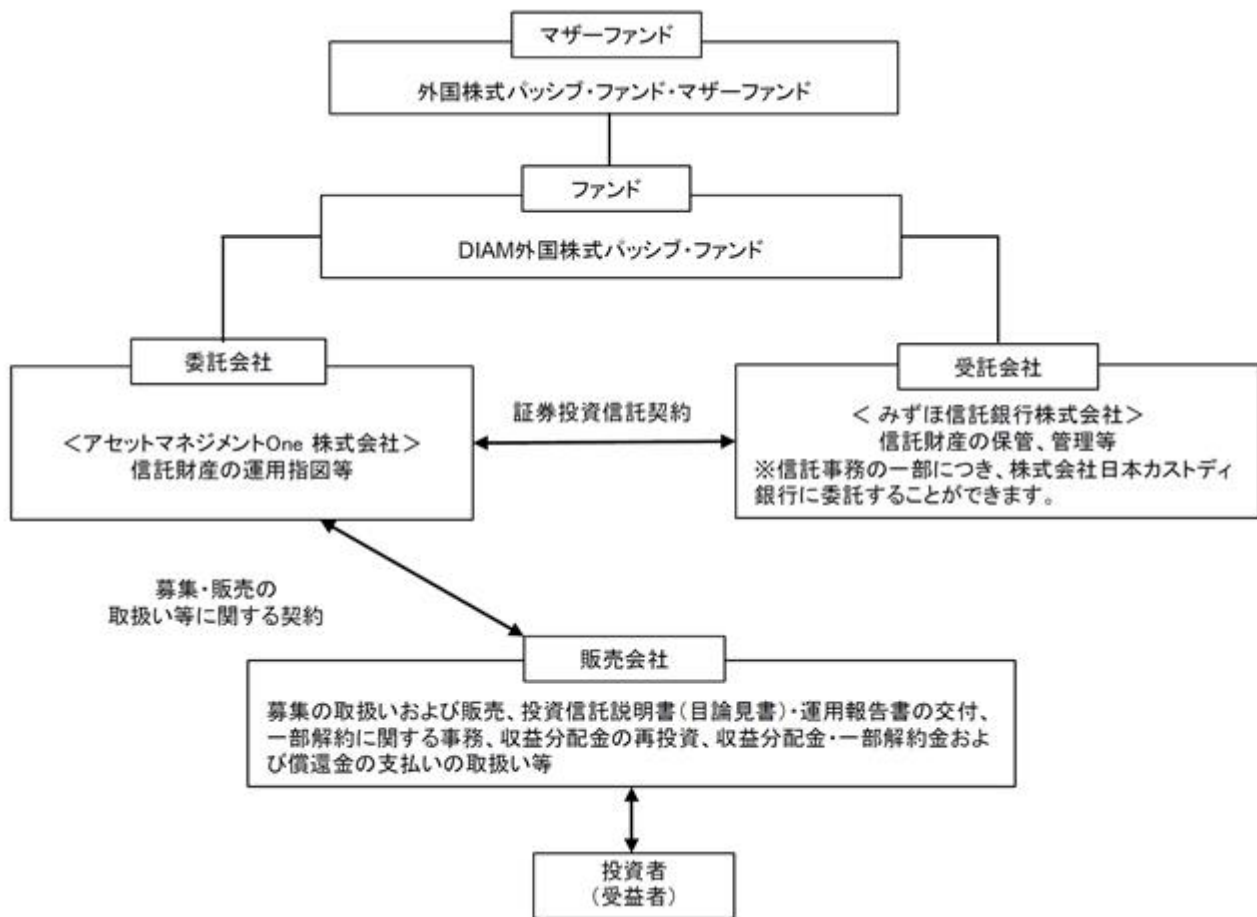 マザーファンド
外国株式パッシブ・ファンド・マザーファンド
ファンド
DIAM外国株式パッシブ・ファンド
委託会社
＜アセットマネジメントOne 株式会社＞
信託財産の運用指図等
証券投資信託契約
受託会社
＜ みずほ信託銀行株式会社＞
信託財産の保管、管理等
※信託事務の一部につき、株式会社日本カストディ
銀行に委託することができます。
募集・販売の
取扱い等に関する契約
販売会社
募集の取扱いおよび販売、投資信託説明書（目論見書）・運用報告書の交付、
一部解約に関する事務、収益分配金の再投資、収益分配金・一部解約金およ
び償還金の支払いの取扱い等
投資者
（受益者）